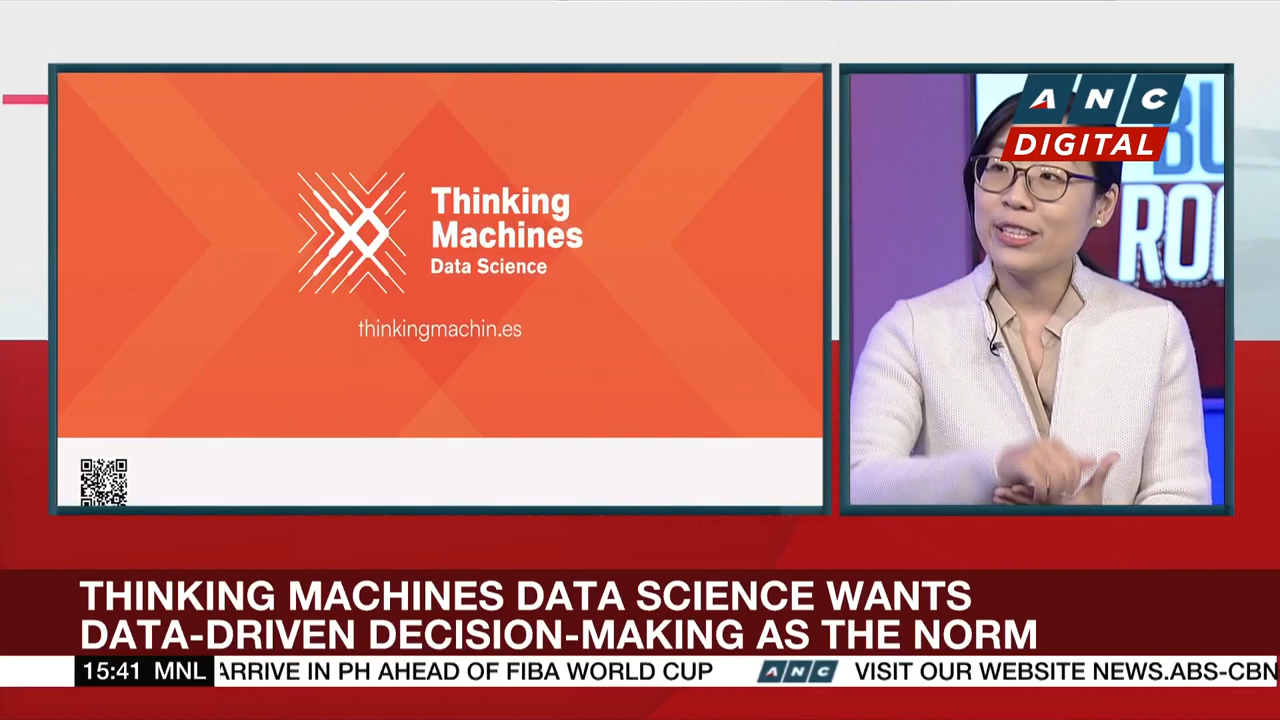 ANC
DIGITAL
BU
ROO
Thinking
Machines
Data Science
thinkingmachin.es
THINKING MACHINES DATA SCIENCE WANTS
DATA-DRIVEN DECISION-MAKING AS THE NORM
15:41 MNL
ARRIVE IN PH AHEAD OF FIBA WORLD CUP ANC VISIT OUR WEBSITE NEWS.ABS-CBN